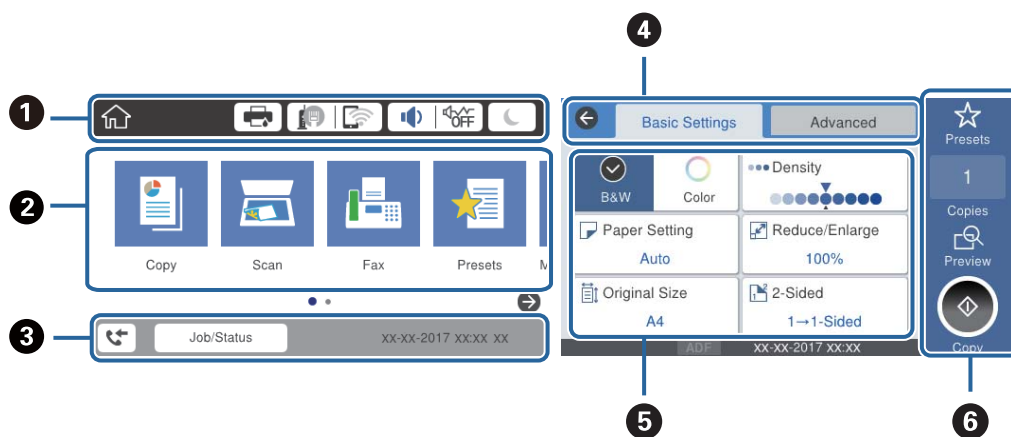 4
1
OFF
Basic Settings
Advanced
Presets
2
Copy
Scan
Fax
Presets
M
B&W
Color
Density
1
Copies
Paper Setting
Auto
Reduce/Enlarge
100%
Preview
Original Size
A4
2-Sided
1→1-Sided
3
Job/Status
xx-xx-2017 xx:xx xx
ADF
xx-xx-2017 xx:xx
Copy
5
6